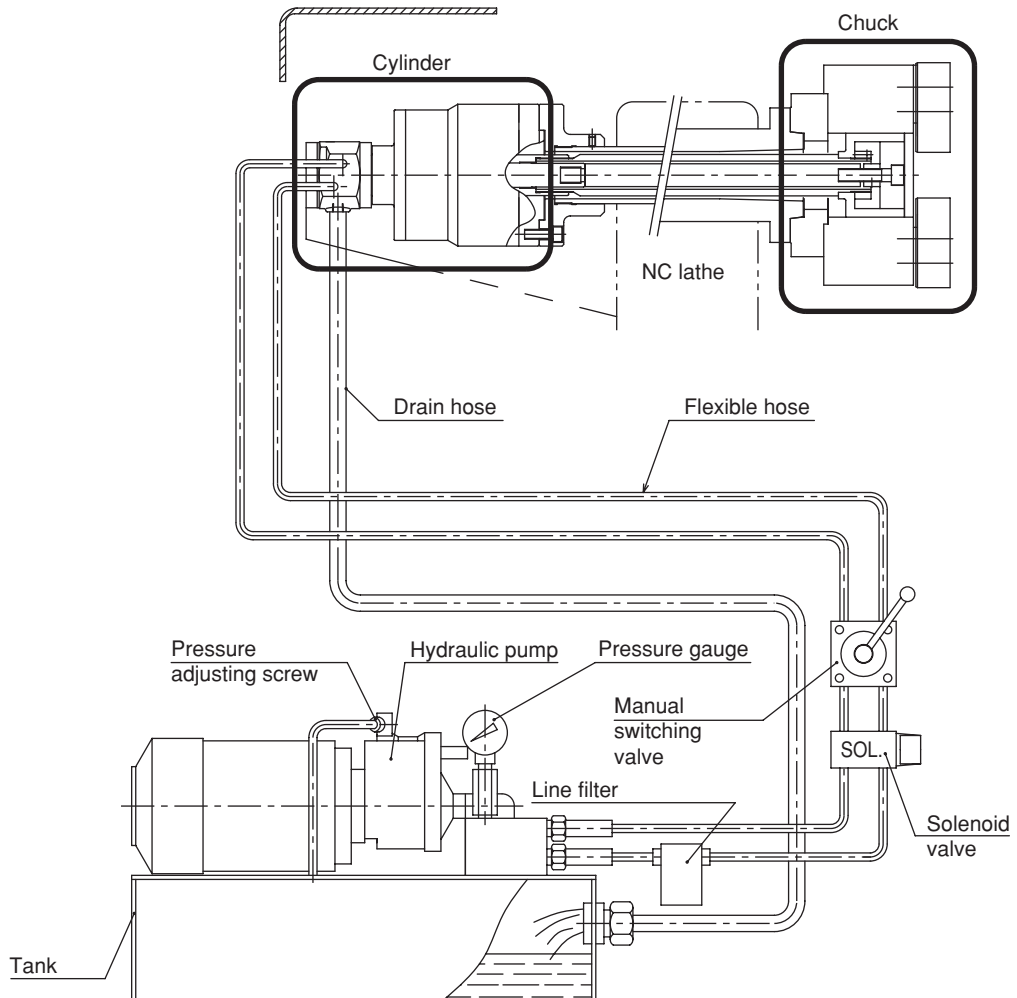 Chuck
Cylinder
NC lathe
Drain hose
Flexible hose
Pressure
adjusting screw
Hydraulic pump
Pressure gauge
Manual
switching
valve
SOL.
Line filter
Solenoid
valve
Tank